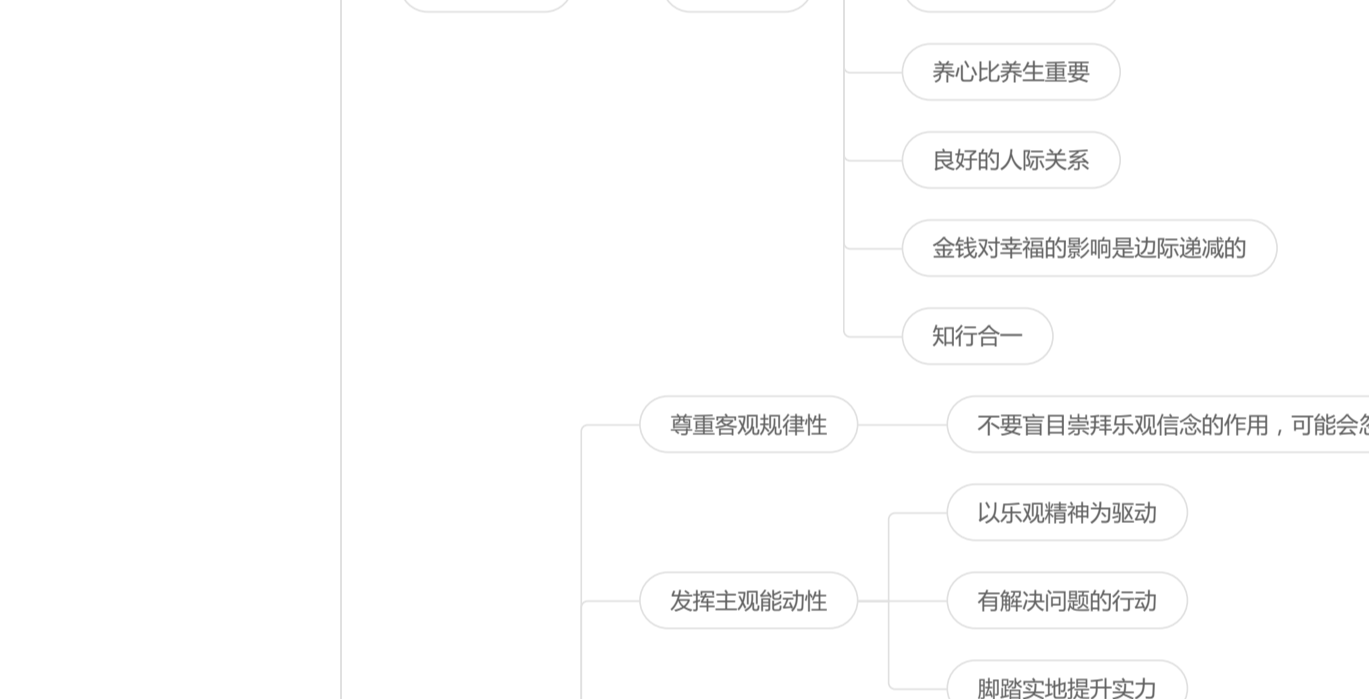 养心比养生重要
良好的人际关系
金钱对幸福的影响是边际递减的
知行合一
尊重客观规律性
不要盲目崇拜乐观信念的作用，可能会忽
以乐观精神为驱动
发挥主观能动性
有解决问题的行动
脚踏实地提升实力